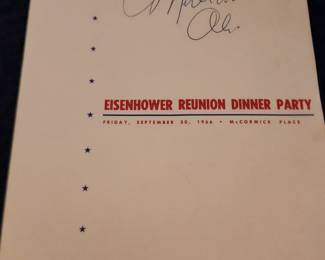 EISENHOWER REUNION DINNER PARTY
FRIDAY, SEPTEMBER 30, 1966 • McCORMICK PLACE